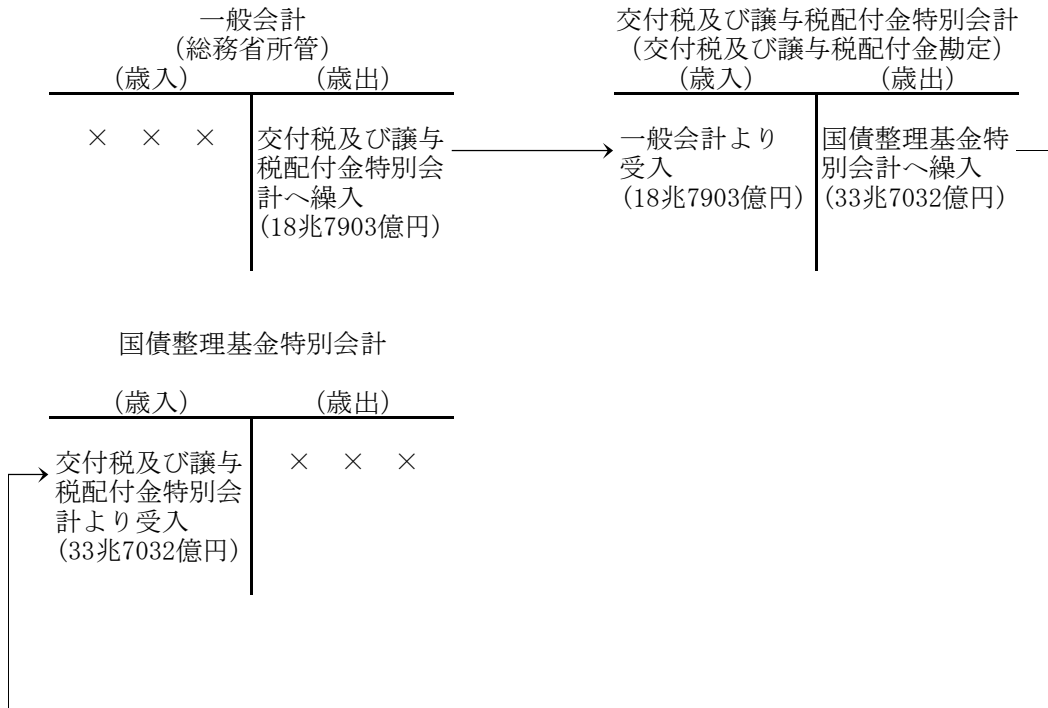 一般会計
(総務省所管)
(歳入)
(歳出)
× × ×
交付税及び譲与
税配付金特別会
計へ繰入
(18兆7903億円)
交付税及び譲与税配付金特別会計
(交付税及び譲与税配付金勘定)
(歳入)
(歳出)
一般会計より
受入
(18兆7903億円)
国債整理基金特
別会計へ繰入
(33兆7032億円)
国債整理基金特別会計
(歳入)
(歳出)
交付税及び譲与
税配付金特別会
計より受入
(33兆7032億円)
× × ×